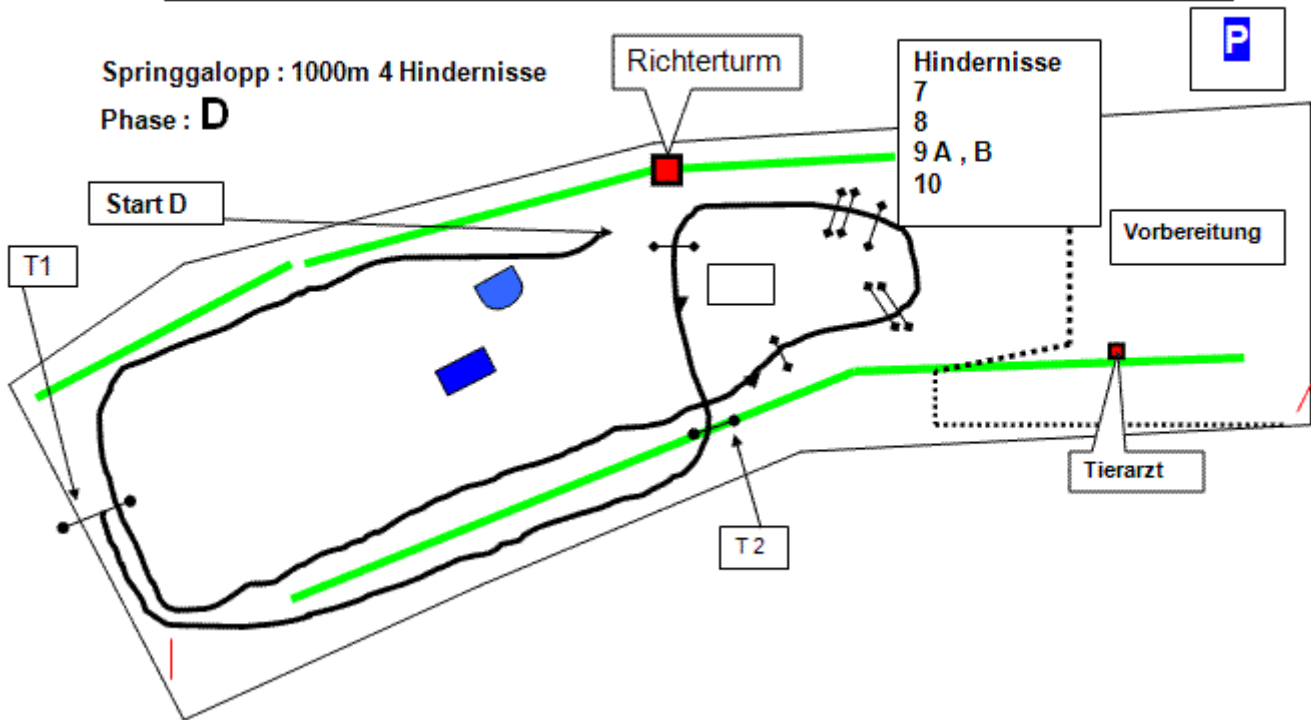 P
Springgalopp : 1000m 4 Hindernisse
Phase : D
Richterturm
Hindernisse
7
8
9 A , B
10
Start D
Vorbereitung
T1
Tierarzt
T 2